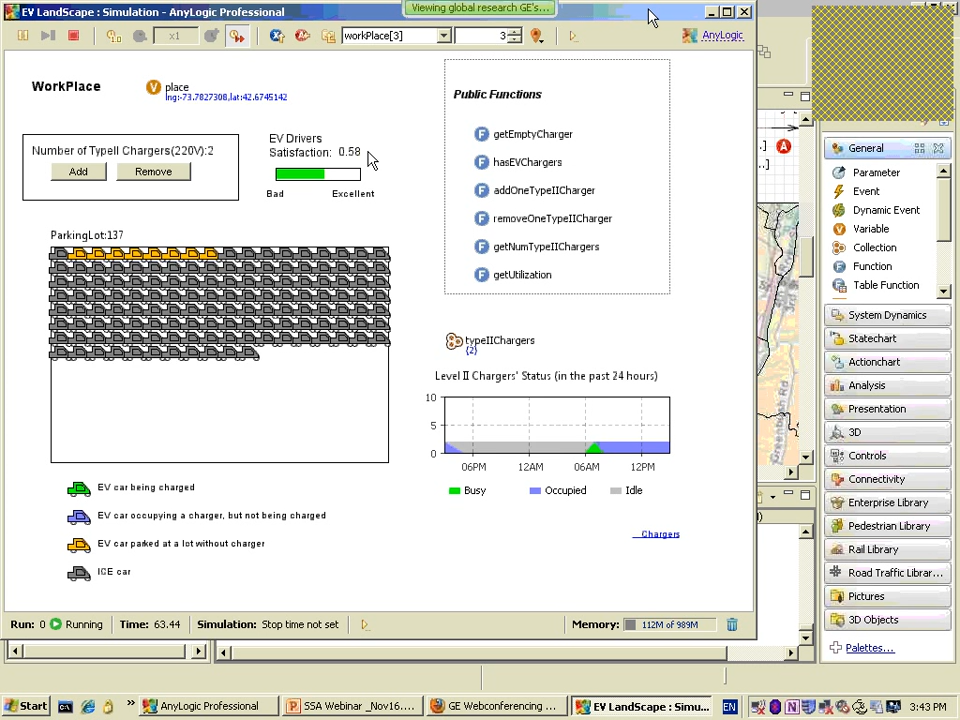 EV LandScape : Simulation - AnyLogic Professional
Viewing global research GE's...
x1
workPlace[3]
3
AnyLogic
WorkPlace
V place
lng:-73.7827308,lat:42.6745142
Number of TypeII Chargers(220V):2
Add
Remove
EV Drivers
Satisfaction: 0.58
Bad
Excellent
ParkingLot:137
Public Functions
F getEmptyCharger
F hasEVChargers
F addOneTypeIICharger
F removeOneTypeIICharger
F getNumTypeIIChargers
F getUtilization
typeIIChargers
{2}
Level II Chargers' Status (in the past 24 hours)
10
5
0
06PM
12AM
06AM
12PM
Busy
Occupied
Idle
EV car being charged
EV car occupying a charger, but not being charged
EV car parked at a lot without charger
ICE car
Chargers
Run: 0
Running
Time: 63.44
Simulation: Stop time not set
Memory:
112M of 989M
.] A
..]
Greenbush Rd
General
Parameter
Event
Dynamic Event
Variable
Collection
Function
Table Function
System Dynamics
Statechart
Actionchart
Analysis
Presentation
3D
Controls
Connectivity
Enterprise Library
Pedestrian Library
Rail Library
Road Traffic Librar...
Pictures
3D Objects
Palettes...
Start
AnyLogic Professional
SSA Webinar _Nov16....
GE Webconferencing ...
EV LandScape : Simu...
EN
3:43 PM